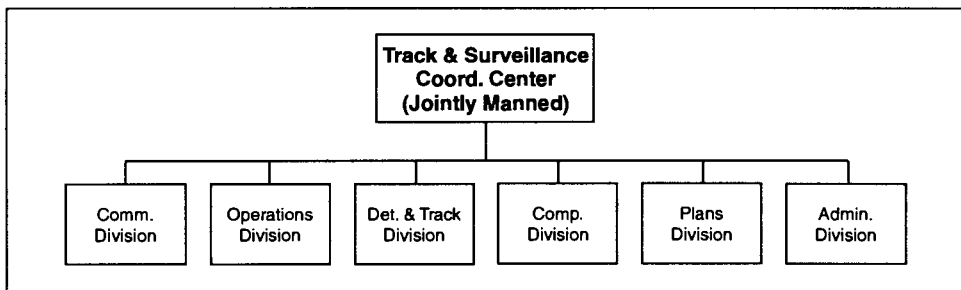 Track & Surveillance
Coord. Center
(Jointly Manned)
Comm.
Division
Operations
Division
Det. & Track
Division
Comp.
Division
Plans
Division
Admin.
Division